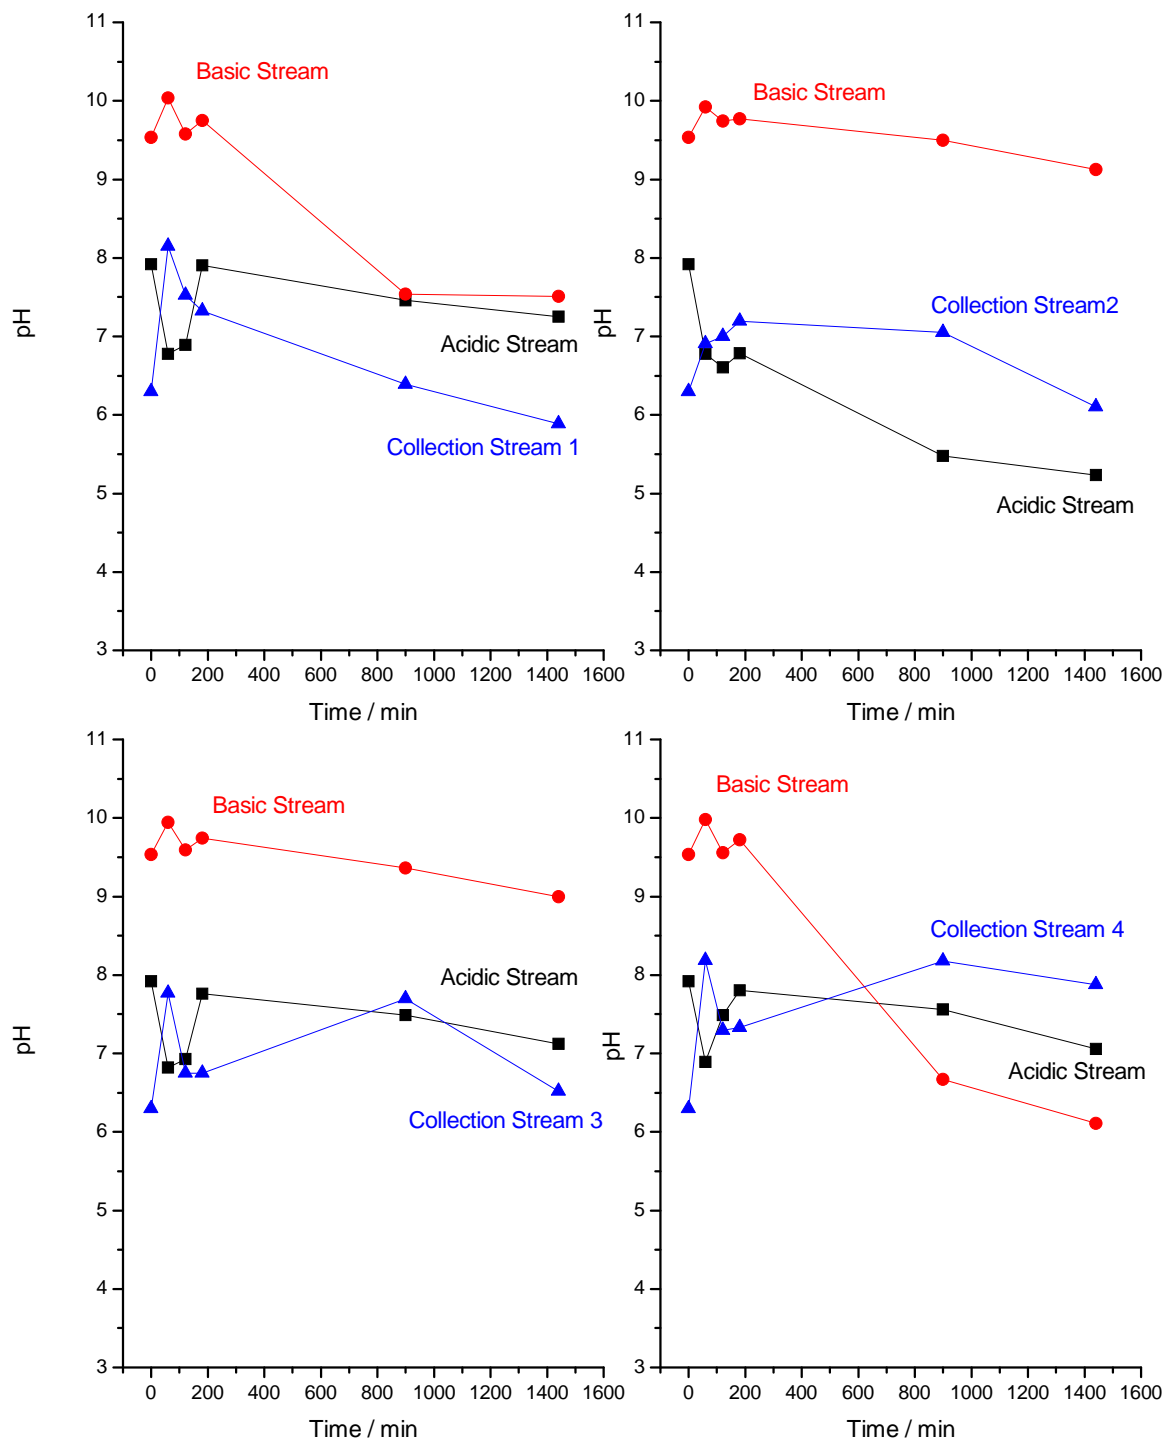 11
10
9
8
7
6
5
4
3
pH
Basic Stream
Acidic Stream
Collection Stream 1
0 200 400 600 800 1000 1200 1400 1600
Time / min
11
10
9
8
7
6
5
4
3
pH
Basic Stream
Collection Stream2
Acidic Stream
0 200 400 600 800 1000 1200 1400 1600
Time / min
11
10
9
8
7
6
5
4
3
pH
Basic Stream
Acidic Stream
Collection Stream 3
0 200 400 600 800 1000 1200 1400 1600
Time / min
11
10
9
8
7
6
5
4
3
pH
Basic Stream
Collection Stream 4
Acidic Stream
0 200 400 600 800 1000 1200 1400 1600
Time / min